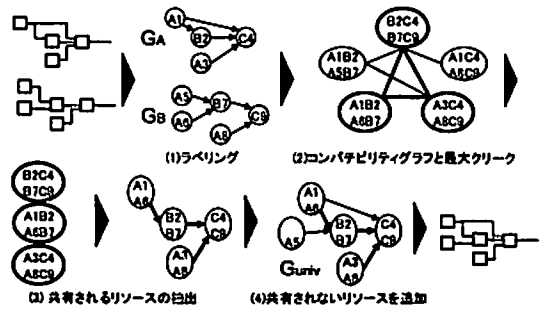 GA
A1
B2
C4
A3
GB
A5
B7
A6
C9
A8
(1)ラベリング
B2C4
B7C9
A1B2
A5B7
A1C4
A8C9
A1B2
A6B7
A3C4
A8C9
(2)コンパチビリティグラフと最大クリーク
B2C4
B7C9
A1B2
A6B7
A3C4
A8C9
(3) 共有されるリソースの抽出
A1
A6
B2
B7
C4
C9
A3
A8
A1
A6
A5
B2
B7
C4
C9
A3
A8
Guniv
(4)共有されないリソースを追加